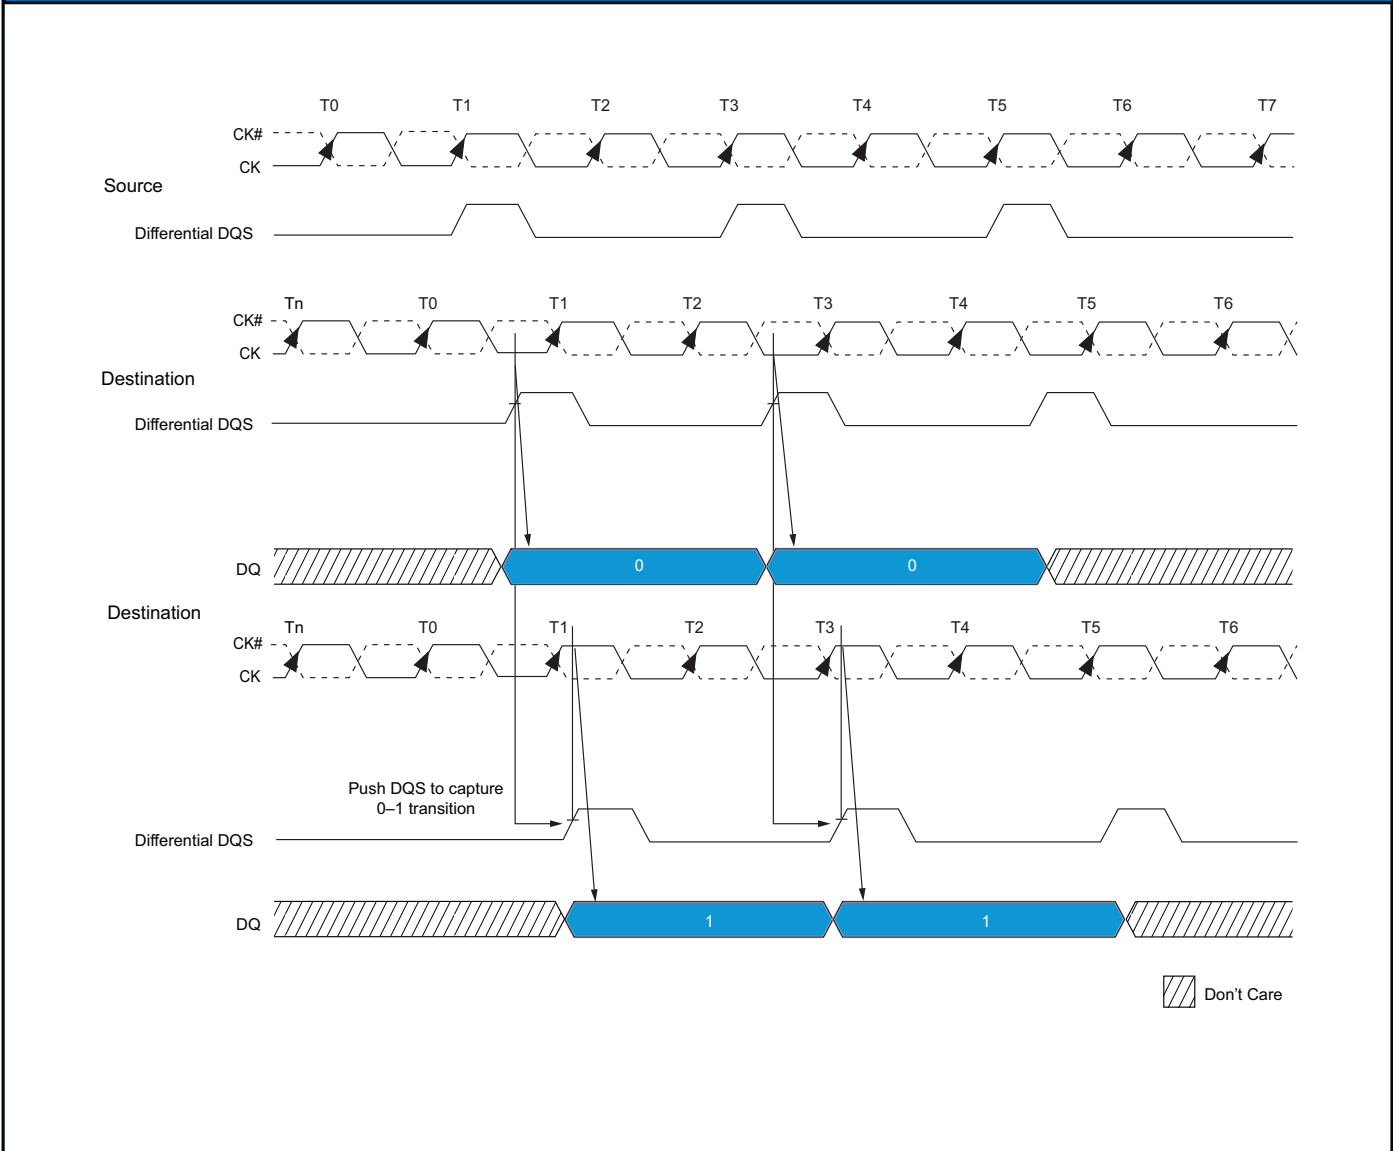 T0 T1 T2 T3 T4 T5 T6 T7
CK#
CK
Source
Differential DQS
Tn T0 T1 T2 T3 T4 T5 T6
CK#
CK
Destination
Differential DQS
DQ 0 0
Destination
Tn T0 T1 T2 T3 T4 T5 T6
CK#
CK
Push DQS to capture
0–1 transition
Differential DQS
DQ 1 1
Don't Care